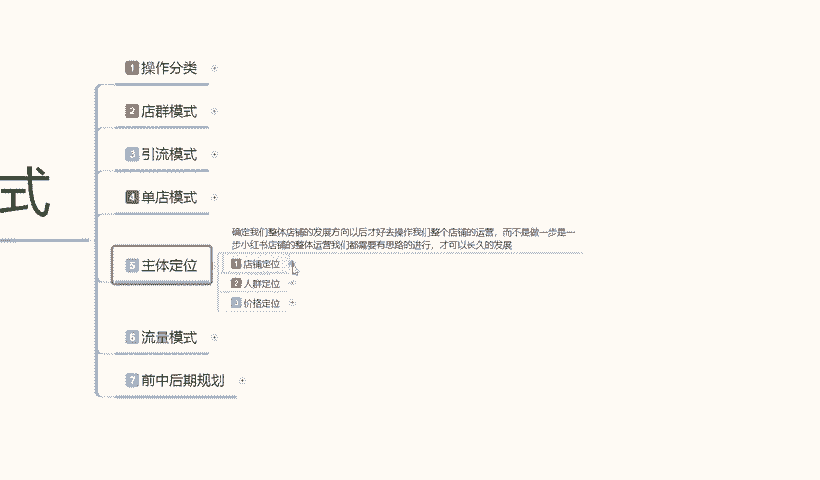 式
1 操作分类
2 店群模式
3 引流模式
4 单店模式
5 主体定位
确定我们整体店铺的发展方向以后才好去操作我们整个店铺的运营，而不是做一步是一
步小红书店铺的整体运营我们都需要有思路的进行，才可以长久的发展
1 店铺定位
2 人群定位
3 价格定位
6 流量模式
7 前中后期规划